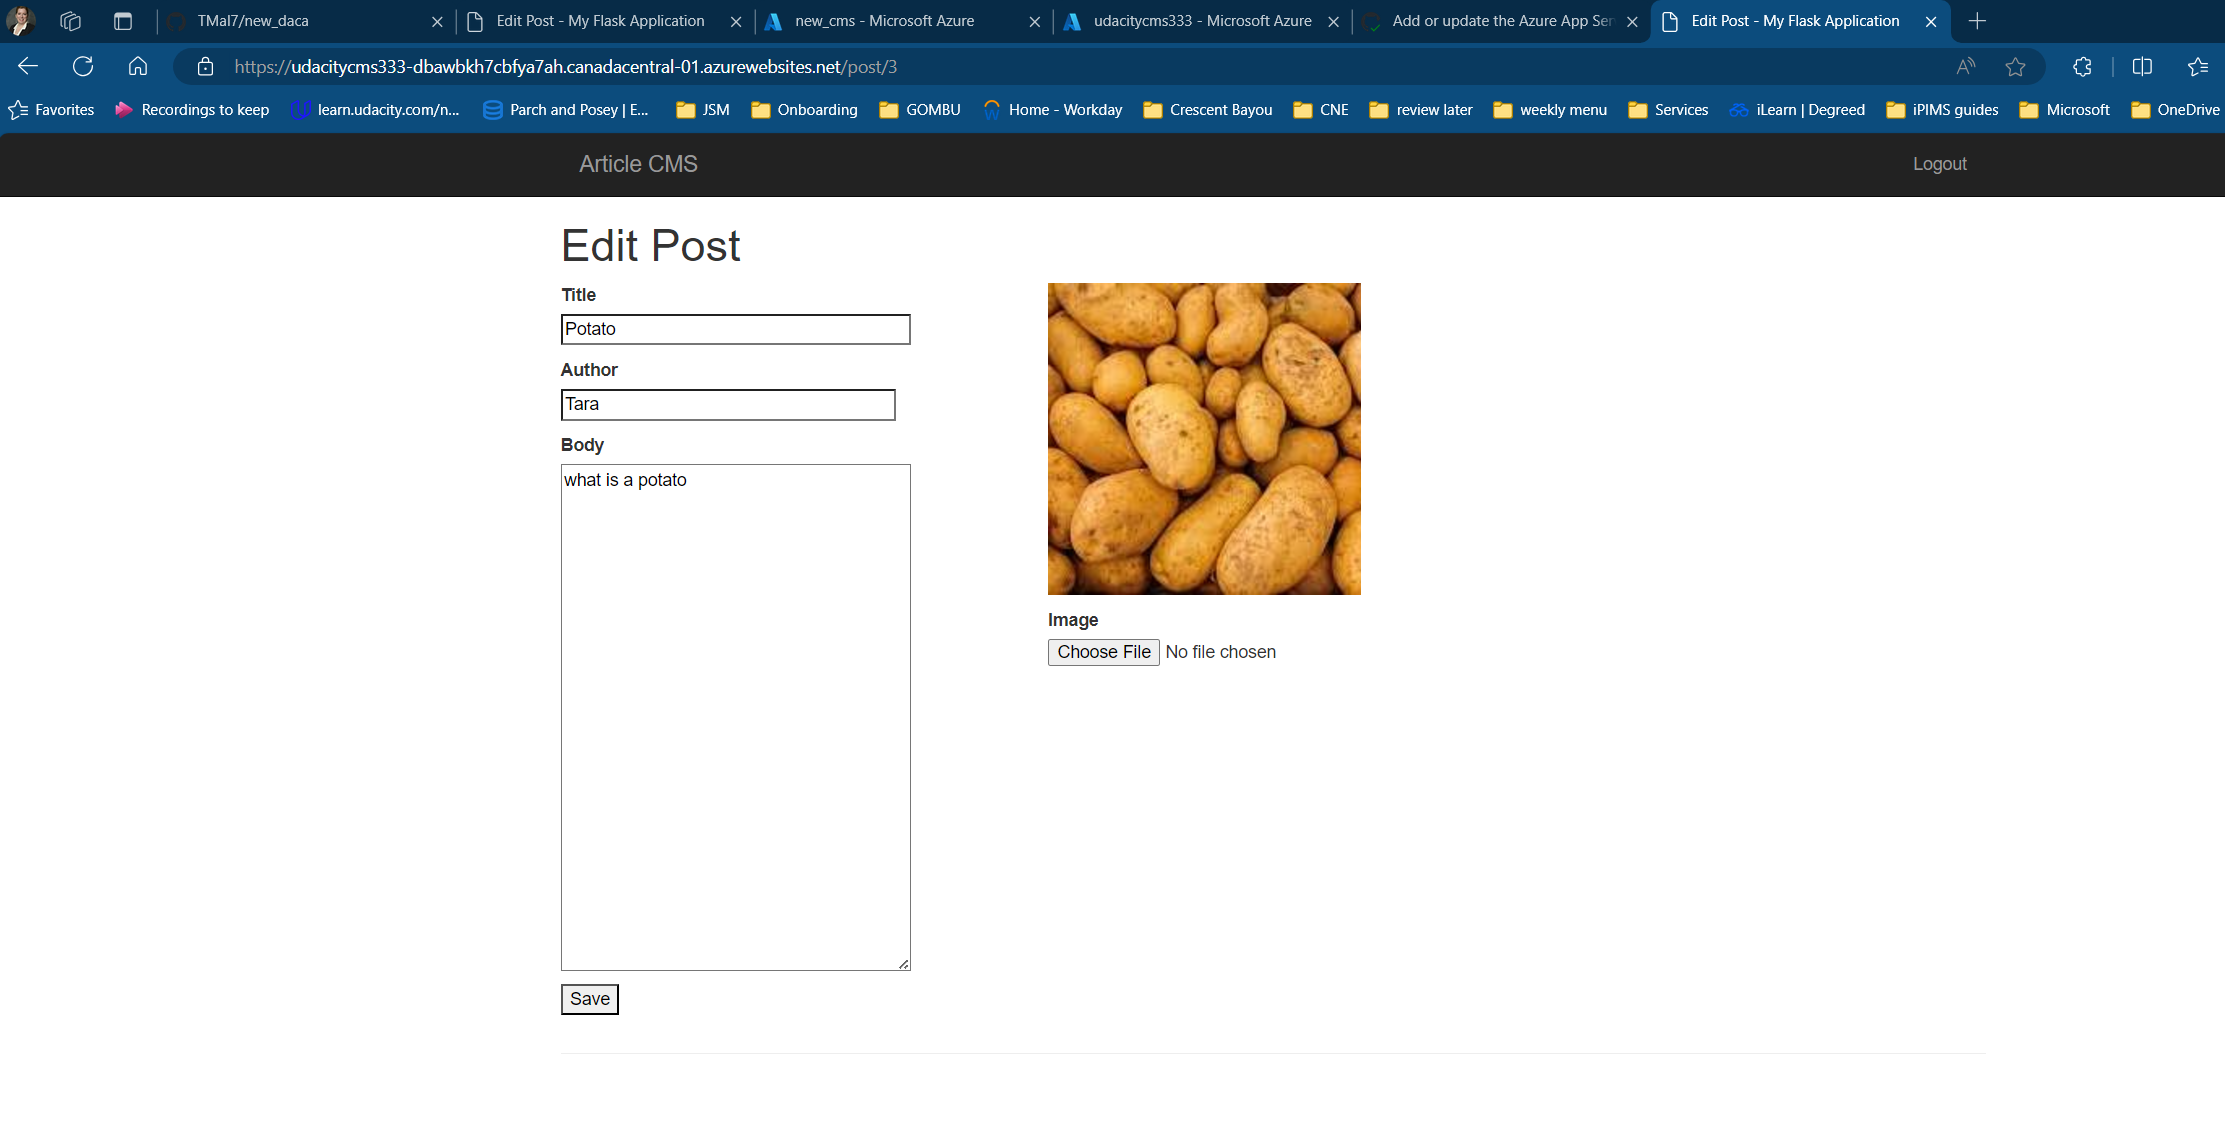 TMal7/new_daca
Edit Post - My Flask Application
new_cms - Microsoft Azure
udacitycms333 - Microsoft Azure
Add or update the Azure App Ser
Edit Post - My Flask Application
https://udacitycms333-dbawbkh7cbfya7ah.canadacentral-01.azurewebsites.net/post/3
Favorites
Recordings to keep
learn.udacity.com/n...
Parch and Posey | E...
JSM
Onboarding
GOMBU
Home - Workday
Crescent Bayou
CNE
review later
weekly menu
Services
iLearn | Degreed
iPIMS guides
Microsoft
OneDrive
Article CMS
Logout
Edit Post
Title
Potato
Author
Tara
Body
what is a potato
Image
Choose File No file chosen
Save